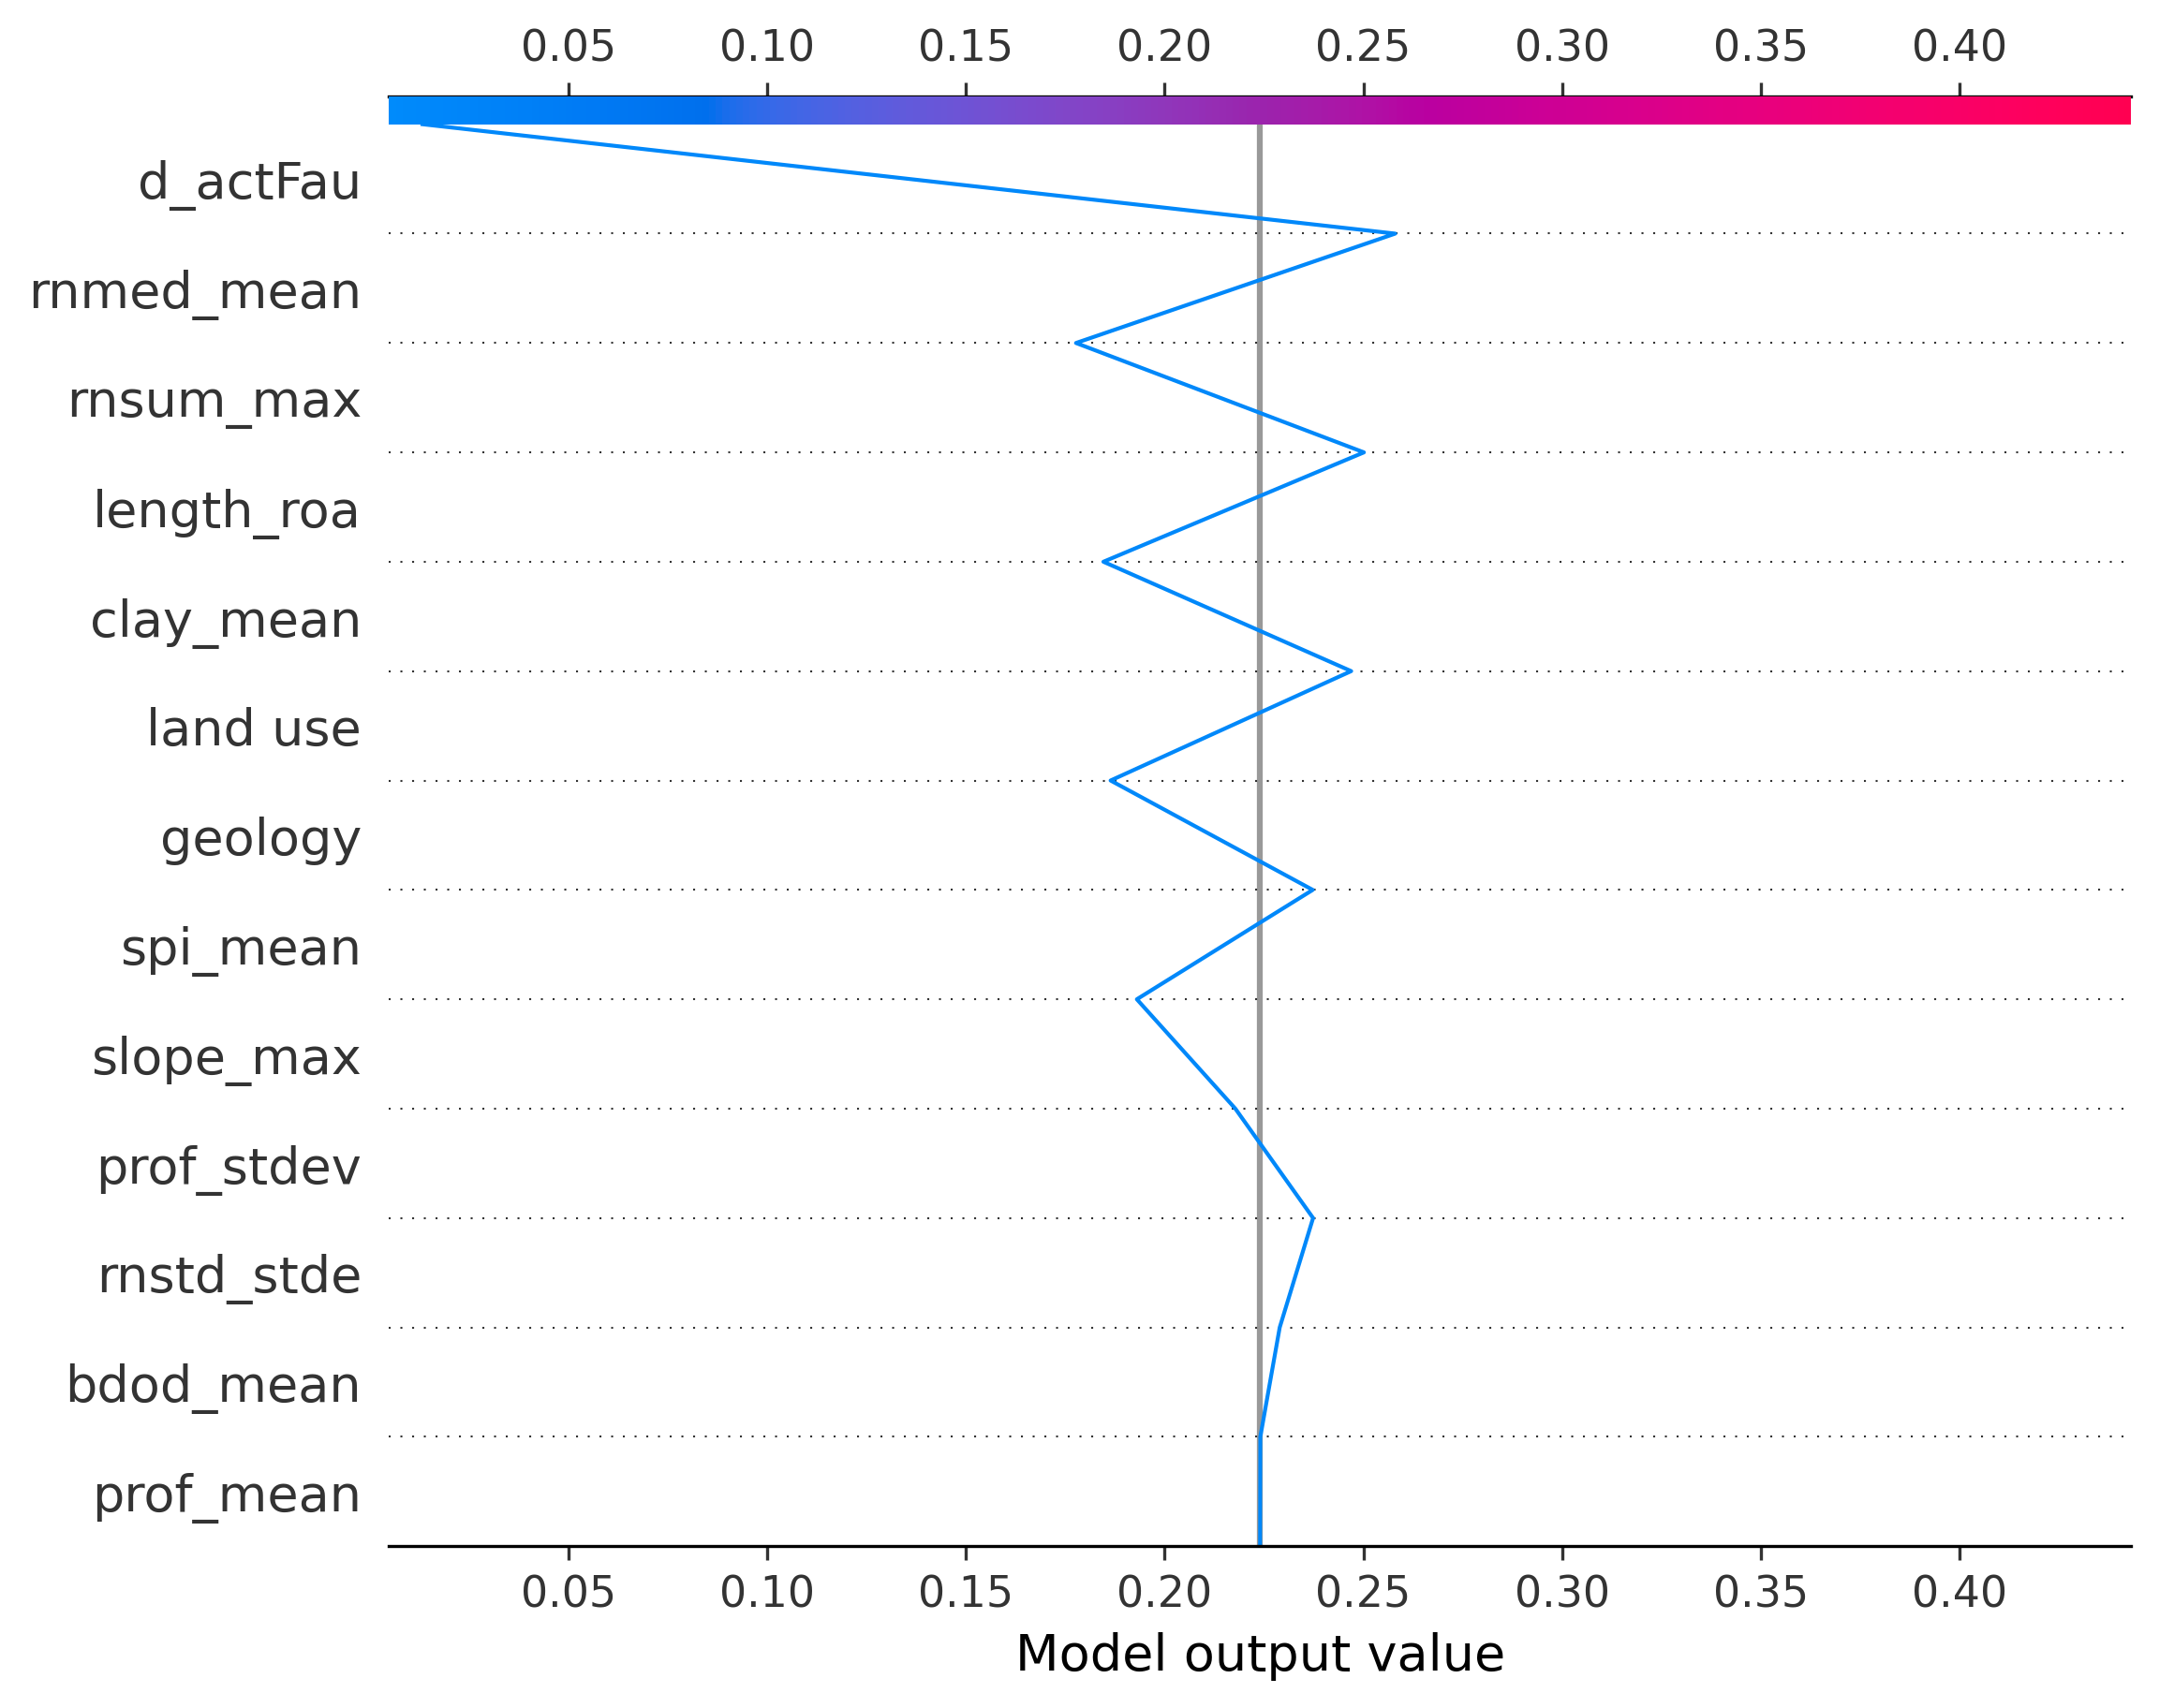 0.05 0.10 0.15 0.20 0.25 0.30 0.35 0.40
d_actFau
rnmed_mean
rnsum_max
length_roa
clay_mean
land use
geology
spi_mean
slope_max
prof_stdev
rnstd_stde
bdod_mean
prof_mean
0.05 0.10 0.15 0.20 0.25 0.30 0.35 0.40
Model output value